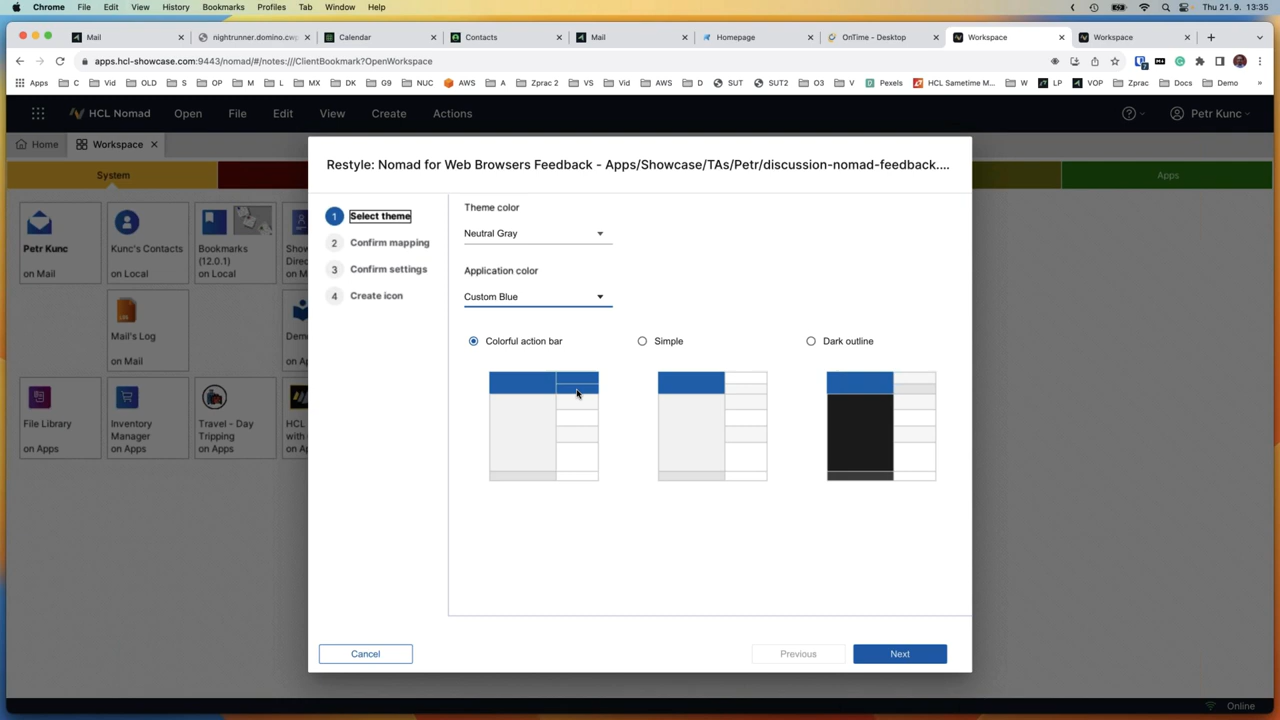 Chrome File Edit View History Bookmarks Profiles Tab Window Help
Thu 21. 9. 13:35
Mail
nightrunner.domino.cwp
Calendar
Contacts
Mail
Homepage
OnTime - Desktop
Workspace
Workspace
apps.hcl-showcase.com:9443/nomad/#/notes:///ClientBookmark?OpenWorkspace
Apps C Vid OLD S OP M L MX DK G9 NUC AWS A Zprac 2 VS Vid AWS D SUT SUT2 O3 V Pexels HCL Sametime M... W LP VOP Zprac Docs Demo »
HCL Nomad Open File Edit View Create Actions
Petr Kunc
Home
Workspace
System
Apps
Petr Kunc
on Mail
Kunc's Contacts
on Local
Bookmarks
(12.0.1)
on Local
Mail's Log
on Mail
File Library
on Apps
Inventory
Manager
on Apps
Travel - Day
Tripping
on Apps
Restyle: Nomad for Web Browsers Feedback - Apps/Showcase/TAs/Petr/discussion-nomad-feedback....
1 Select theme
2 Confirm mapping
3 Confirm settings
4 Create icon
Theme color
Neutral Gray
Application color
Custom Blue
Colorful action bar
Simple
Dark outline
Cancel
Previous
Next
Online